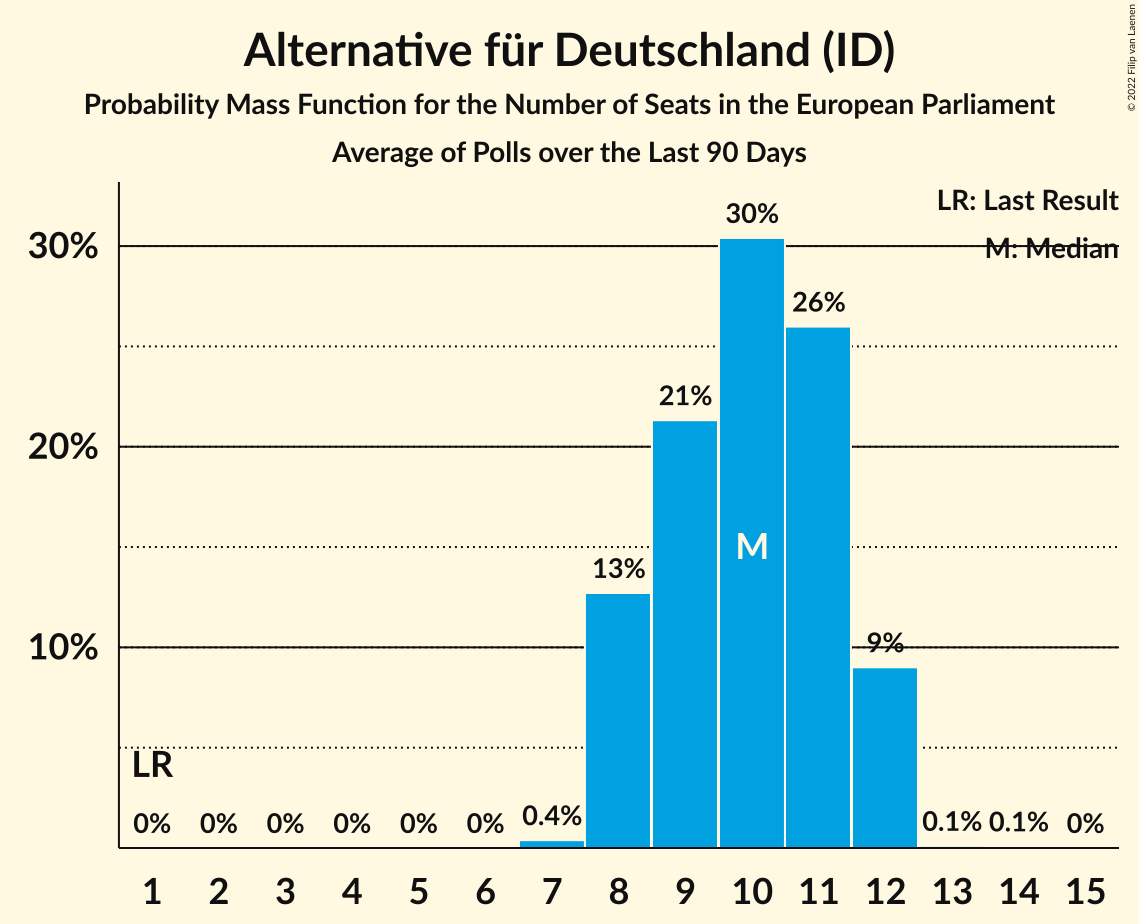 Alternative für Deutschland (ID)
Probability Mass Function for the Number of Seats in the European Parliament
Average of Polls over the Last 90 Days
© 2022 Filip van Laenen
LR: Last Result
M: Median
30%
20%
10%
30%
26%
21%
M
13%
9%
LR
0% 0% 0% 0% 0% 0% 0.4% 0.1% 0.1% 0%
1 2 3 4 5 6 7 8 9 10 11 12 13 14 15